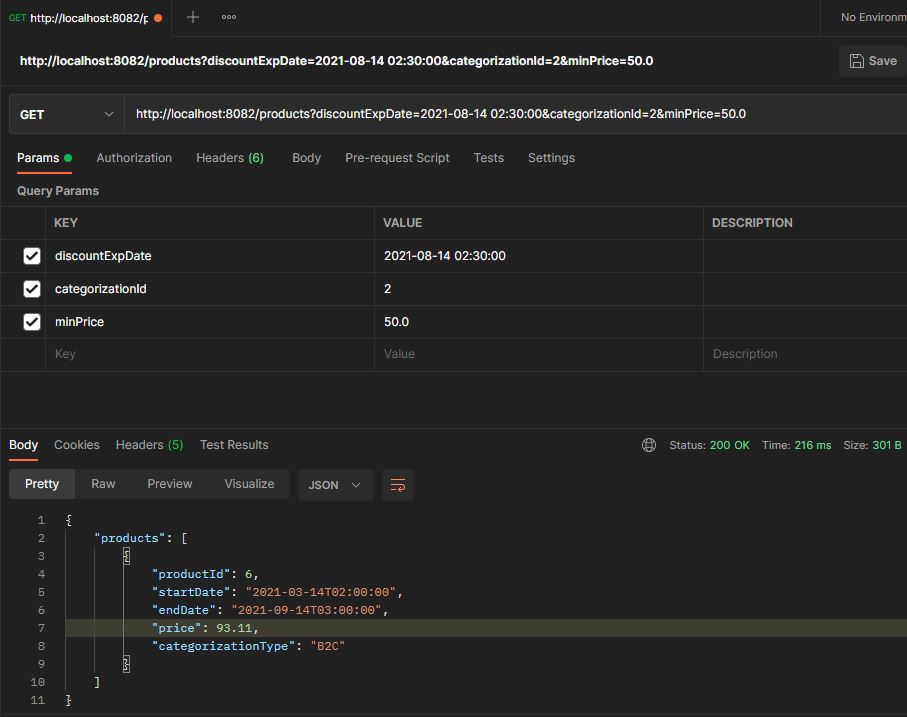 GET http://localhost:8082/p
No Environm
http://localhost:8082/products?discountExpDate=2021-08-14 02:30:00&categorizationId=2&minPrice=50.0
Save
GET http://localhost:8082/products?discountExpDate=2021-08-14 02:30:00&categorizationId=2&minPrice=50.0
Params Authorization Headers (6) Body Pre-request Script Tests Settings
Query Params
KEY VALUE DESCRIPTION
discountExpDate 2021-08-14 02:30:00
categorizationId 2
minPrice 50.0
Key Value Description
Body Cookies Headers (5) Test Results Status: 200 OK Time: 216 ms Size: 301 B
Pretty Raw Preview Visualize JSON
1 {
2 "products": [
3 {
4 "productId": 6,
5 "startDate": "2021-03-14T02:00:00",
6 "endDate": "2021-09-14T03:00:00",
7 "price": 93.11,
8 "categorizationType": "B2C"
9 }
10 ]
11 }